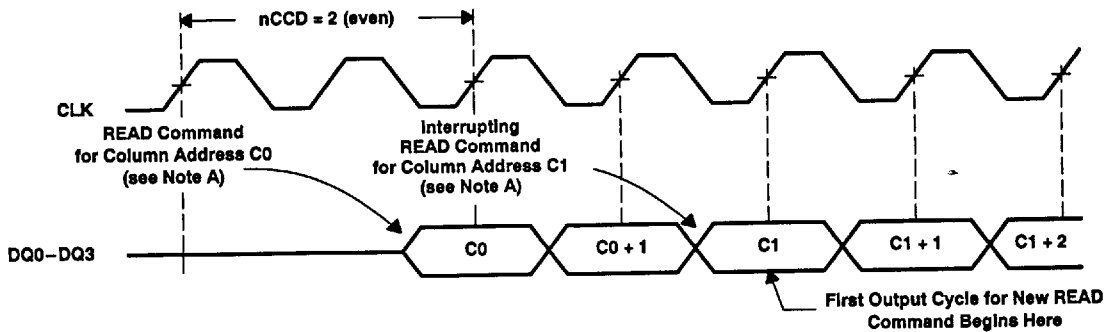 nCCD = 2 (even)
CLK
READ Command
for Column Address C0
(see Note A)
Interrupting
READ Command
for Column Address C1
(see Note A)
DQ0–DQ3
C0
C0 + 1
C1
C1 + 1
C1 + 2
First Output Cycle for New READ
Command Begins Here